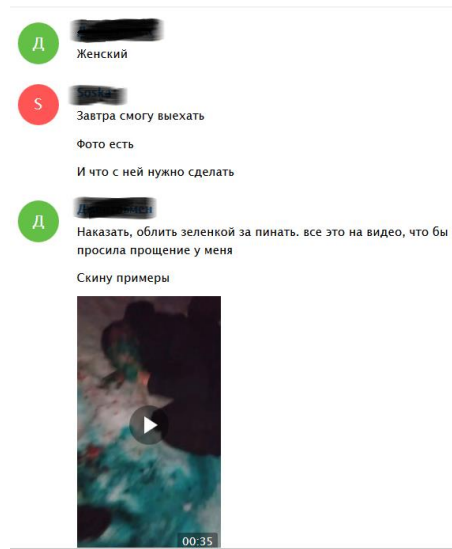 Д
Женский
S
Завтра смогу выехать
Фото есть
И что с ней нужно сделать
Д
Наказать, облить зеленкой за пинать. все это на видео, что бы
просила прощение у меня
Скину примеры
00:35